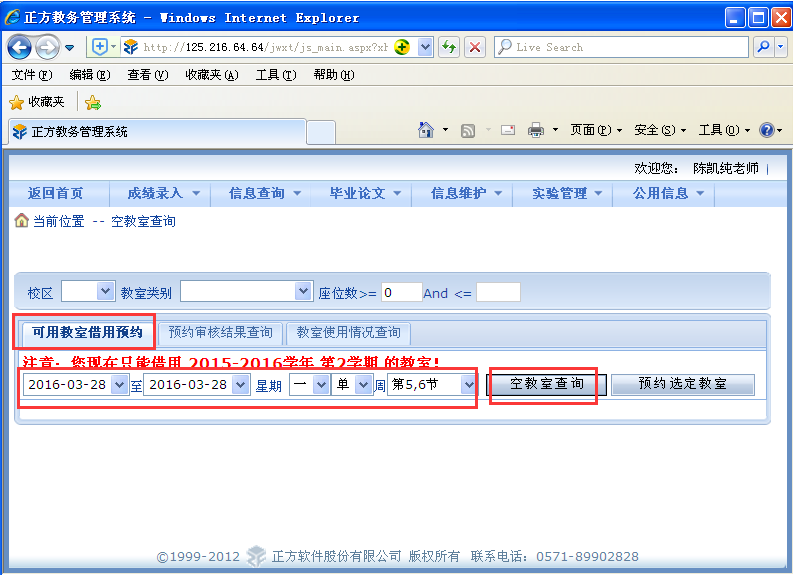 正方教务管理系统 - Windows Internet Explorer
http://125.216.64.64/jwxt/js_main.aspx?xh Live Search
文件(F) 编辑(E) 查看(V) 收藏夹(A) 工具(T) 帮助(H)
收藏夹
正方教务管理系统 页面(P) 安全(S) 工具(O)
欢迎您: 陈凯纯老师 |
返回首页 成绩录入 信息查询 毕业论文 信息维护 实验管理 公用信息
当前位置 -- 空教室查询
校区 教室类别 座位数>= 0 And <=
可用教室借用预约 预约审核结果查询 教室使用情况查询
注意: 您现在只能借用 2015-2016学年 第2学期 的教室!
2016-03-28 至 2016-03-28 星期 一 单 周 第5,6节 空教室查询 预约选定教室
©1999-2012 正方软件股份有限公司 版权所有 联系电话: 0571-89902828